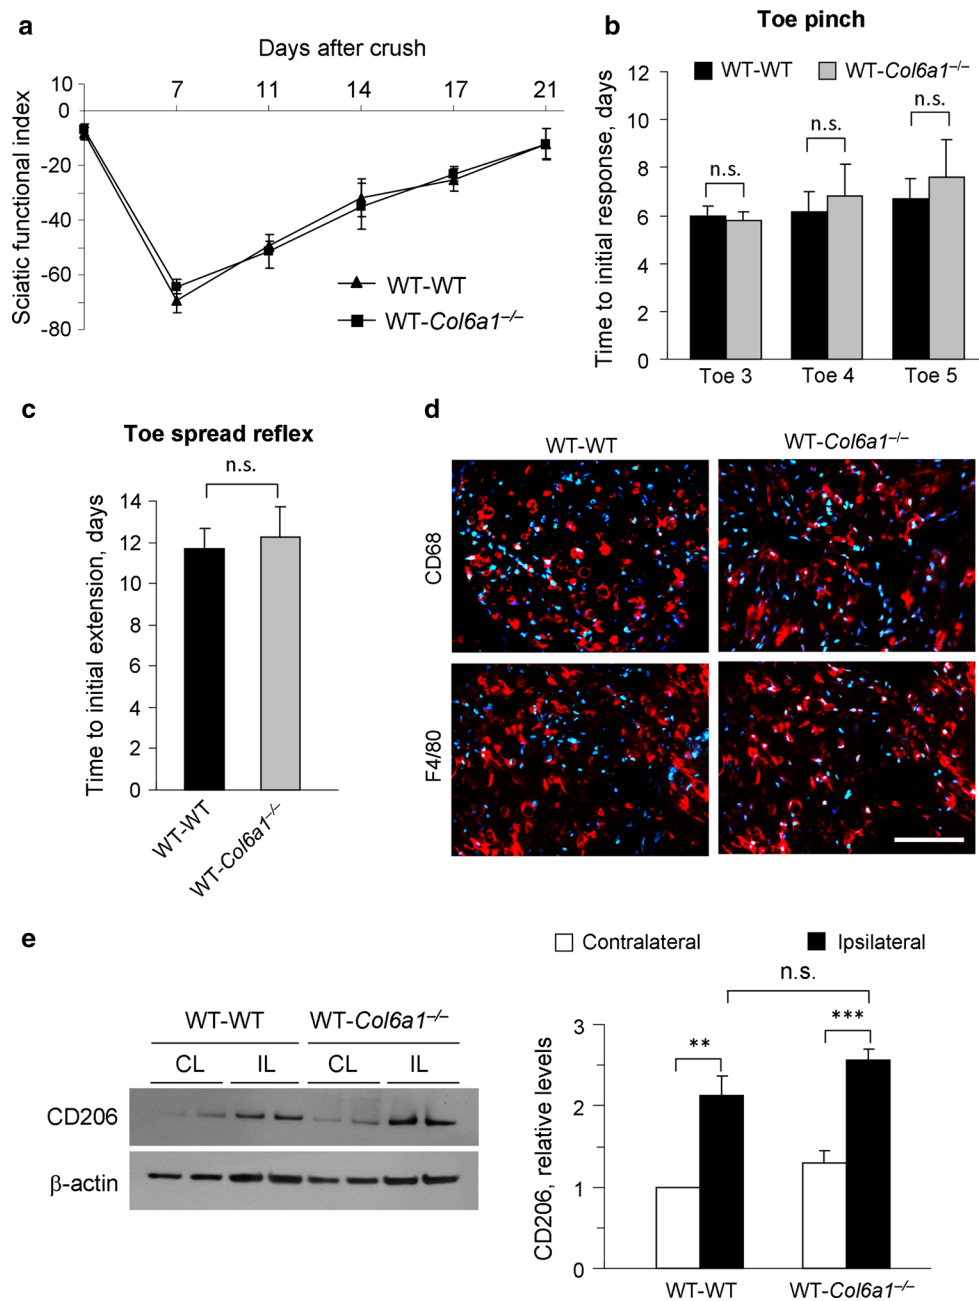 a
Days after crush
7 11 14 17 21
10
0
-20
-40
-60
-80
Sciatic functional index
WT-WT
WT-Col6a1–/–
b
Toe pinch
WT-WT WT-Col6a1–/–
12
10
8
6
4
2
0
Time to initial response, days
n.s. n.s. n.s.
Toe 3 Toe 4 Toe 5
c
Toe spread reflex
n.s.
14
12
10
8
6
4
2
0
Time to initial extension, days
WT-WT
WT-Col6a1–/–
d
WT-WT WT-Col6a1–/–
CD68
F4/80
e
WT-WT WT-Col6a1–/–
CL IL CL IL
CD206
β-actin
Contralateral Ipsilateral
n.s.
** ***
3
2
1
0
CD206, relative levels
WT-WT WT-Col6a1–/–